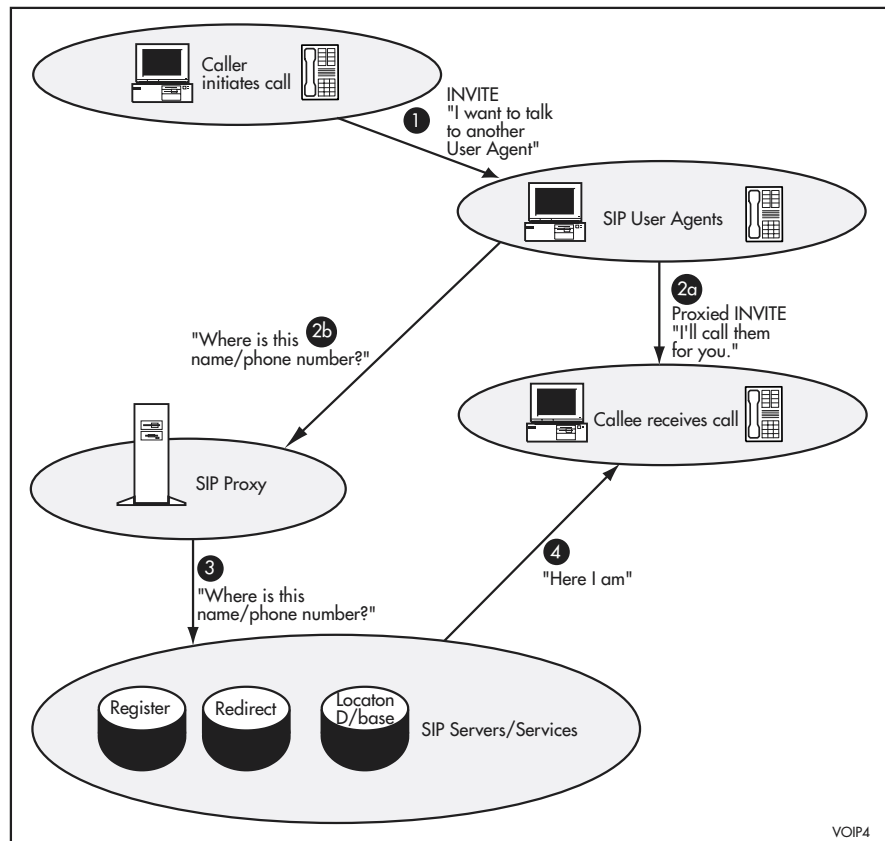 Caller
initiates call
1
INVITE
"I want to talk
to another
User Agent"
SIP User Agents
2a
Proxied INVITE
"I'll call them
for you."
2b
"Where is this
name/phone number?"
Callee receives call
SIP Proxy
3
"Where is this
name/phone number?"
4
"Here I am"
Register
Redirect
Locaton
D/base
SIP Servers/Services
VOIP4